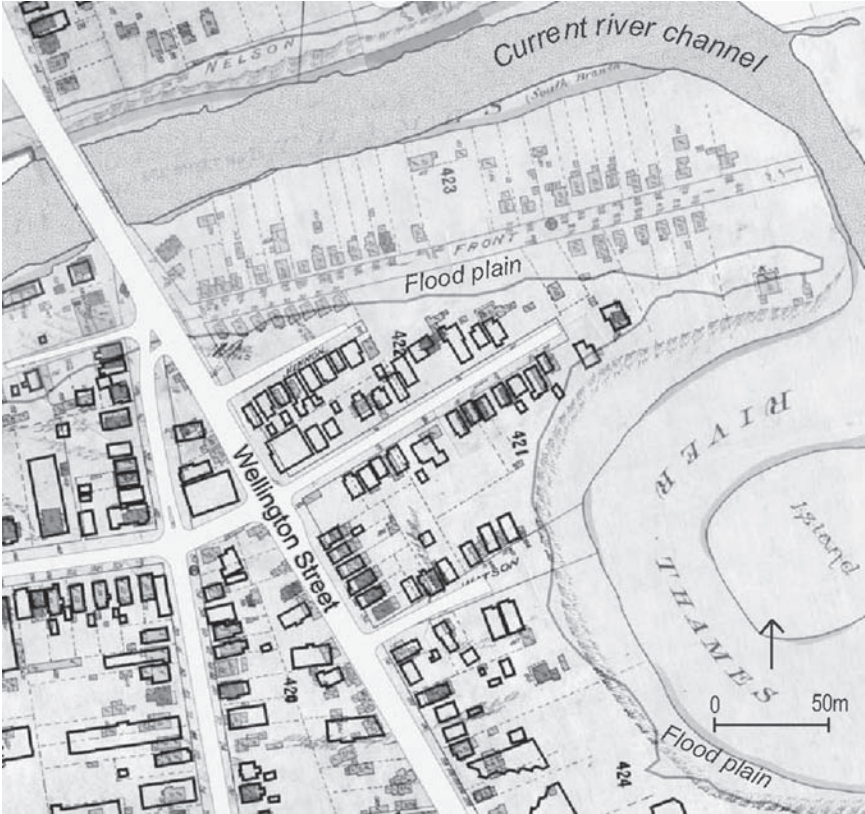 NELSON
Current river channel
(South Branch)
423
FRONT
Flood plain
422
421
Wellington Street
RIVER THAMES
Island
0 50m
420
Flood plain
424